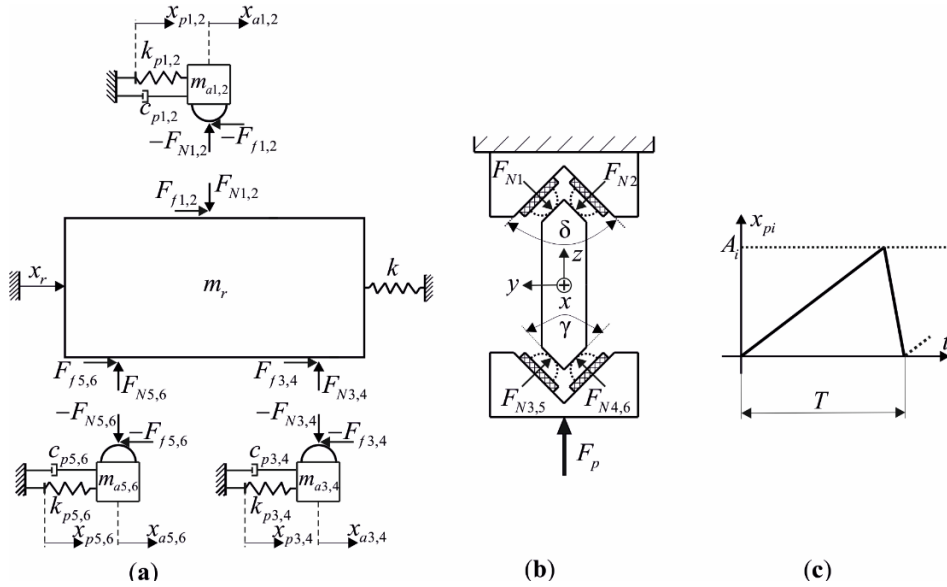 x_{p1,2} x_{a1,2}
k_{p1,2}
m_{a1,2}
c_{p1,2}
−F_{N1,2} −F_{f1,2}
F_{f1,2} F_{N1,2}
x_r m_r k
F_{f5,6} F_{f3,4}
F_{N5,6} F_{N3,4}
−F_{N5,6} −F_{N3,4}
−F_{f5,6} −F_{f3,4}
c_{p5,6} c_{p3,4}
m_{a5,6} m_{a3,4}
k_{p5,6} k_{p3,4}
x_{p5,6} x_{a5,6} x_{p3,4} x_{a3,4}
(a)
F_{N1} F_{N2}
δ
z
y
x
γ
F_{N3,5} F_{N4,6}
F_p
(b)
x_{pi}
A_i
t
T
(c)